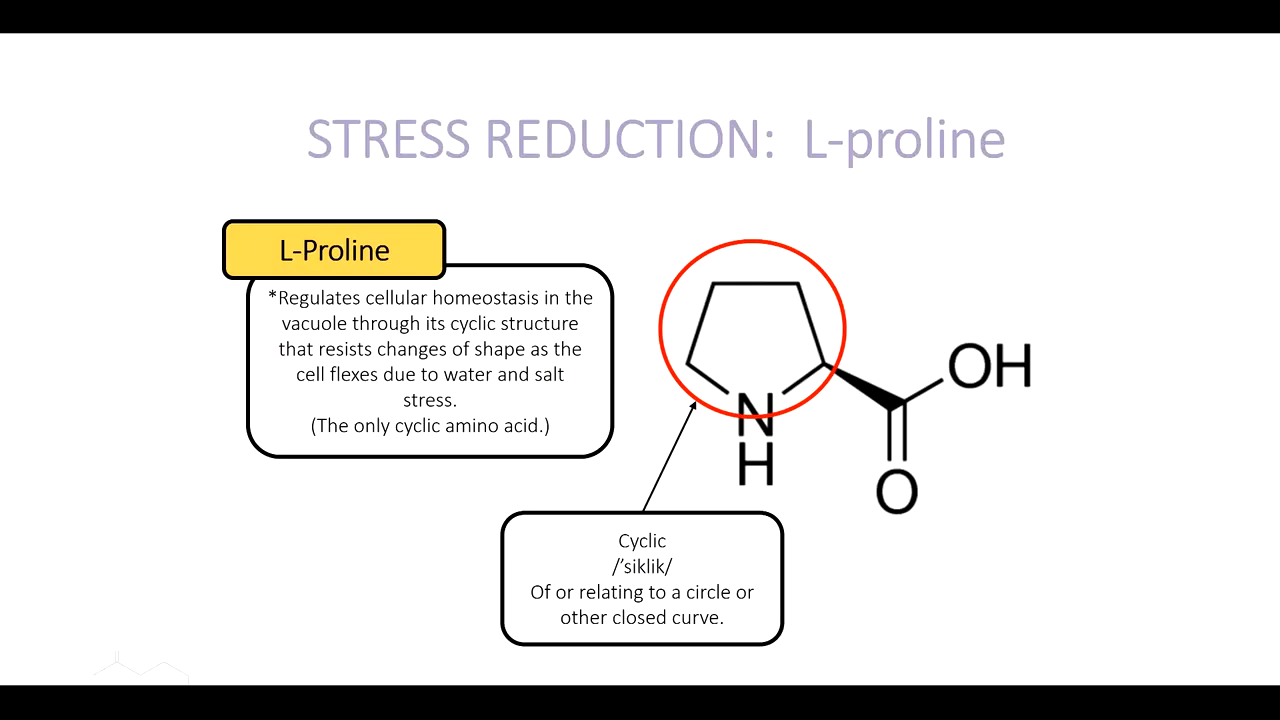 STRESS REDUCTION: L-proline
L-Proline
*Regulates cellular homeostasis in the
vacuole through its cyclic structure
that resists changes of shape as the
cell flexes due to water and salt
stress.
(The only cyclic amino acid.)
OH
N
H
O
Cyclic
/’siklik/
Of or relating to a circle or
other closed curve.